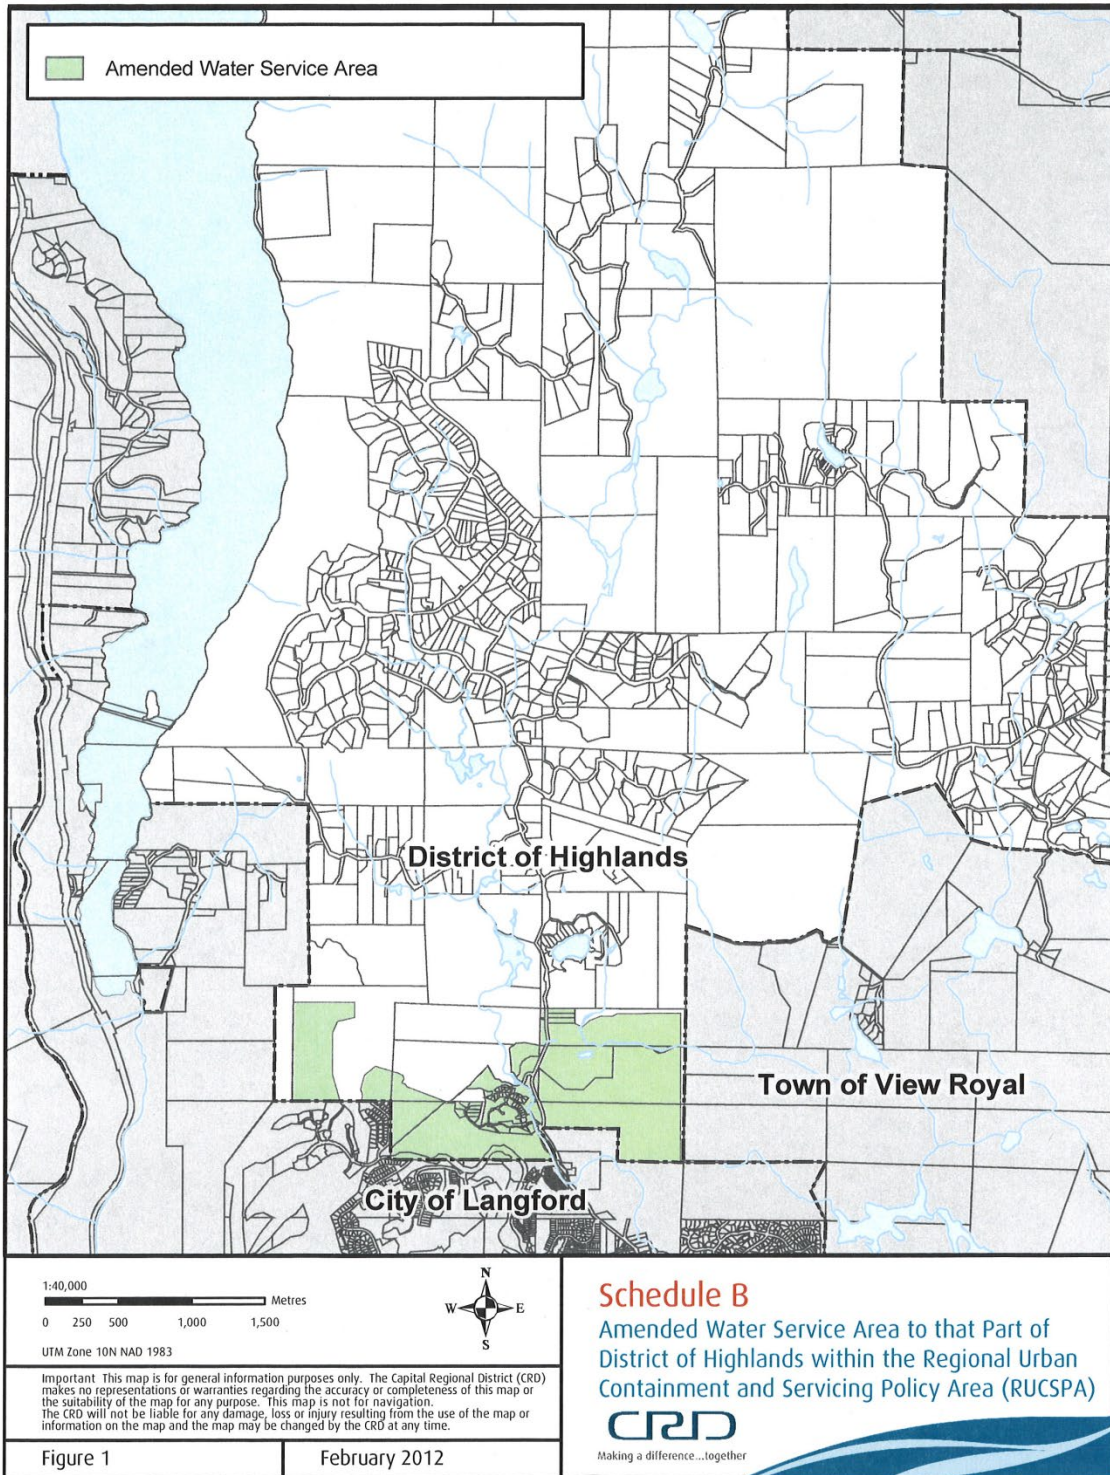 Amended Water Service Area
District of Highlands
Town of View Royal
City of Langford
1:40,000
Metres
0 250 500 1,000 1,500
UTM Zone 10N NAD 1983
N
W E
S
Important This map is for general information purposes only. The Capital Regional District (CRD)
makes no representations or warranties regarding the accuracy or completeness of this map or
the suitability of the map for any purpose. This map is not for navigation.
The CRD will not be liable for any damage, loss or injury resulting from the use of the map or
information on the map and the map may be changed by the CRD at any time.
Figure 1
February 2012
Schedule B
Amended Water Service Area to that Part of
District of Highlands within the Regional Urban
Containment and Servicing Policy Area (RUCSPA)
CRD
Making a difference...together